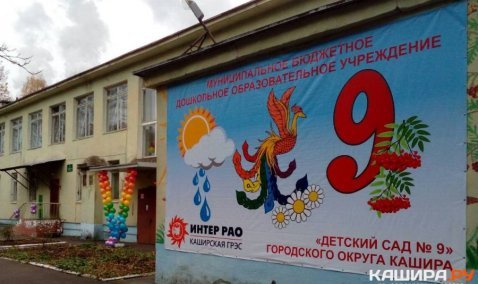 МУНИЦИПАЛЬНОЕ БЮДЖЕТНОЕ
ДОШКОЛЬНОЕ ОБРАЗОВАТЕЛЬНОЕ УЧРЕЖДЕНИЕ
9
ИНТЕР РАО
КАШИРСКАЯ ГРЭС
«ДЕТСКИЙ САД № 9»
ГОРОДСКОГО ОКРУГА КАШИРА
КАШИРА.РУ